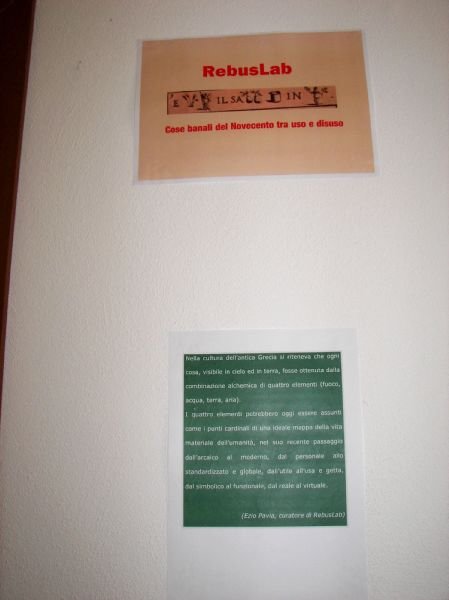 RebusLab
E IL SA IN
Cose banali del Novecento tra uso e disuso
Nella cultura dell'antica Grecia si riteneva che ogni
cosa, visibile in cielo ed in terra, fosse ottenuta dalla
combinazione alchemica di quattro elementi (fuoco,
acqua, terra, aria).
I quattro elementi potrebbero oggi essere assunti
come i punti cardinali di una ideale mappa della vita
materiale dell'umanità, nel suo recente passaggio
dall'arcaico al moderno, dal personale allo
standardizzato e globale, dall'utile all'usa e getta,
dal simbolico al funzionale, dal reale al virtuale.
(Ezio Pavia, curatore di RebusLab)